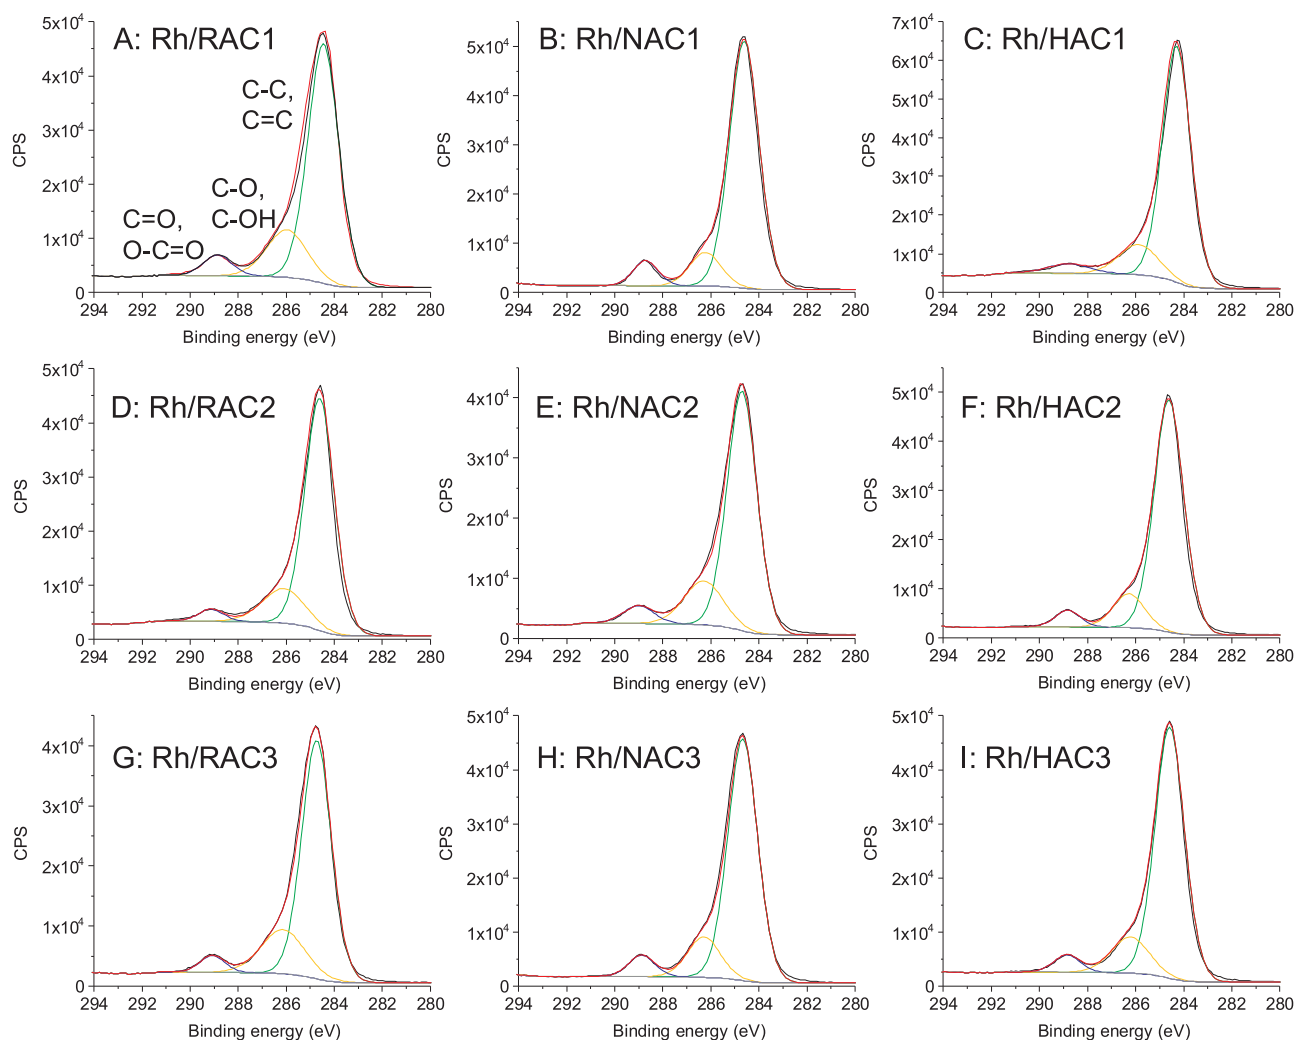 A: Rh/RAC1
C-C,
C=C
C-O,
C-OH
C=O,
O-C=O
CPS
5x10⁴
4x10⁴
3x10⁴
2x10⁴
1x10⁴
0
294 292 290 288 286 284 282 280
Binding energy (eV)
B: Rh/NAC1
CPS
5x10⁴
4x10⁴
3x10⁴
2x10⁴
1x10⁴
0
294 292 290 288 286 284 282 280
Binding energy (eV)
C: Rh/HAC1
CPS
7x10⁴
6x10⁴
5x10⁴
4x10⁴
3x10⁴
2x10⁴
1x10⁴
0
294 292 290 288 286 284 282 280
Binding energy (eV)
D: Rh/RAC2
CPS
5x10⁴
4x10⁴
3x10⁴
2x10⁴
1x10⁴
0
294 292 290 288 286 284 282 280
Binding energy (eV)
E: Rh/NAC2
CPS
4x10⁴
3x10⁴
2x10⁴
1x10⁴
0
294 292 290 288 286 284 282 280
Binding energy (eV)
F: Rh/HAC2
CPS
5x10⁴
4x10⁴
3x10⁴
2x10⁴
1x10⁴
0
294 292 290 288 286 284 282 280
Binding energy (eV)
G: Rh/RAC3
CPS
4x10⁴
3x10⁴
2x10⁴
1x10⁴
0
294 292 290 288 286 284 282 280
Binding energy (eV)
H: Rh/NAC3
CPS
5x10⁴
4x10⁴
3x10⁴
2x10⁴
1x10⁴
0
294 292 290 288 286 284 282 280
Binding energy (eV)
I: Rh/HAC3
CPS
5x10⁴
4x10⁴
3x10⁴
2x10⁴
1x10⁴
0
294 292 290 288 286 284 282 280
Binding energy (eV)